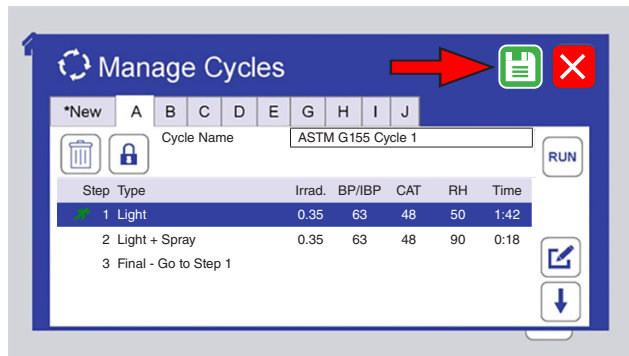 Manage Cycles
*New A B C D E G H I J
Cycle Name ASTM G155 Cycle 1
RUN
Step Type Irrad. BP/IBP CAT RH Time
1 Light 0.35 63 48 50 1:42
2 Light + Spray 0.35 63 48 90 0:18
3 Final - Go to Step 1